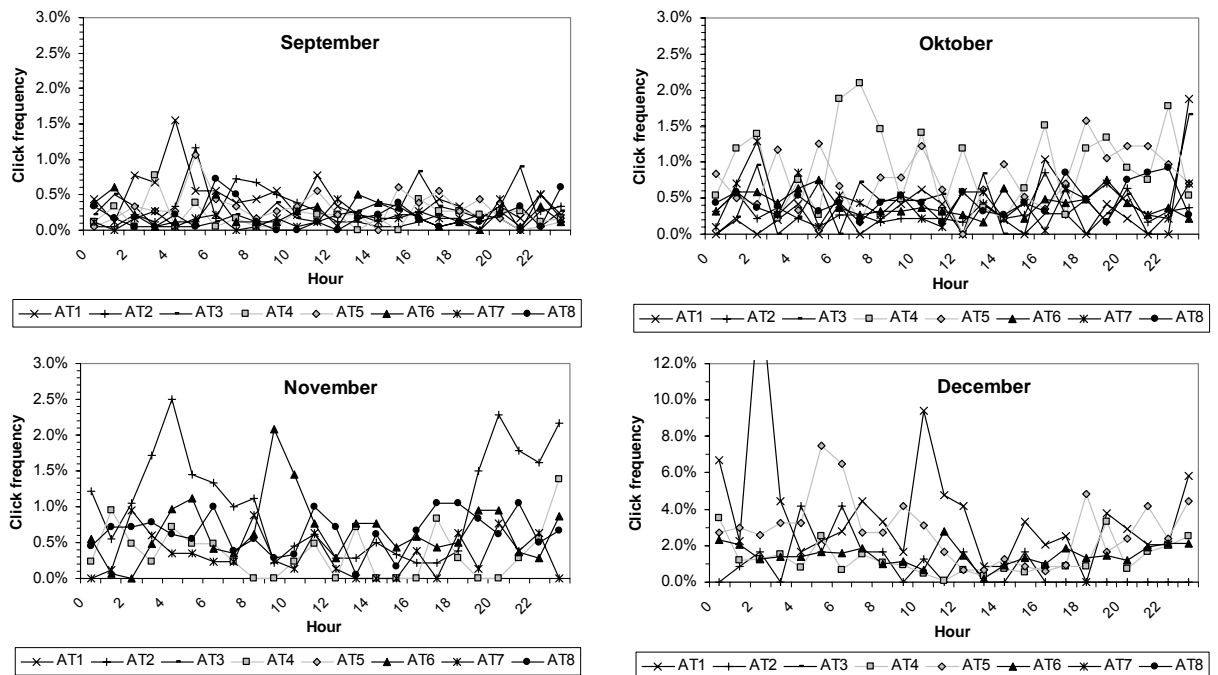 September
3.0%
2.5%
2.0%
1.5%
1.0%
0.5%
0.0%
Click frequency
0 2 4 6 8 10 12 14 16 18 20 22
Hour
AT1 AT2 AT3 AT4 AT5 AT6 AT7 AT8
Oktober
3.0%
2.5%
2.0%
1.5%
1.0%
0.5%
0.0%
Click frequency
0 2 4 6 8 10 12 14 16 18 20 22
Hour
AT1 AT2 AT3 AT4 AT5 AT6 AT7 AT8
November
3.0%
2.5%
2.0%
1.5%
1.0%
0.5%
0.0%
Click frequency
0 2 4 6 8 10 12 14 16 18 20 22
Hour
AT1 AT2 AT3 AT4 AT5 AT6 AT7 AT8
December
12.0%
10.0%
8.0%
6.0%
4.0%
2.0%
0.0%
Click frequency
0 2 4 6 8 10 12 14 16 18 20 22
Hour
AT1 AT2 AT3 AT4 AT5 AT6 AT7 AT8